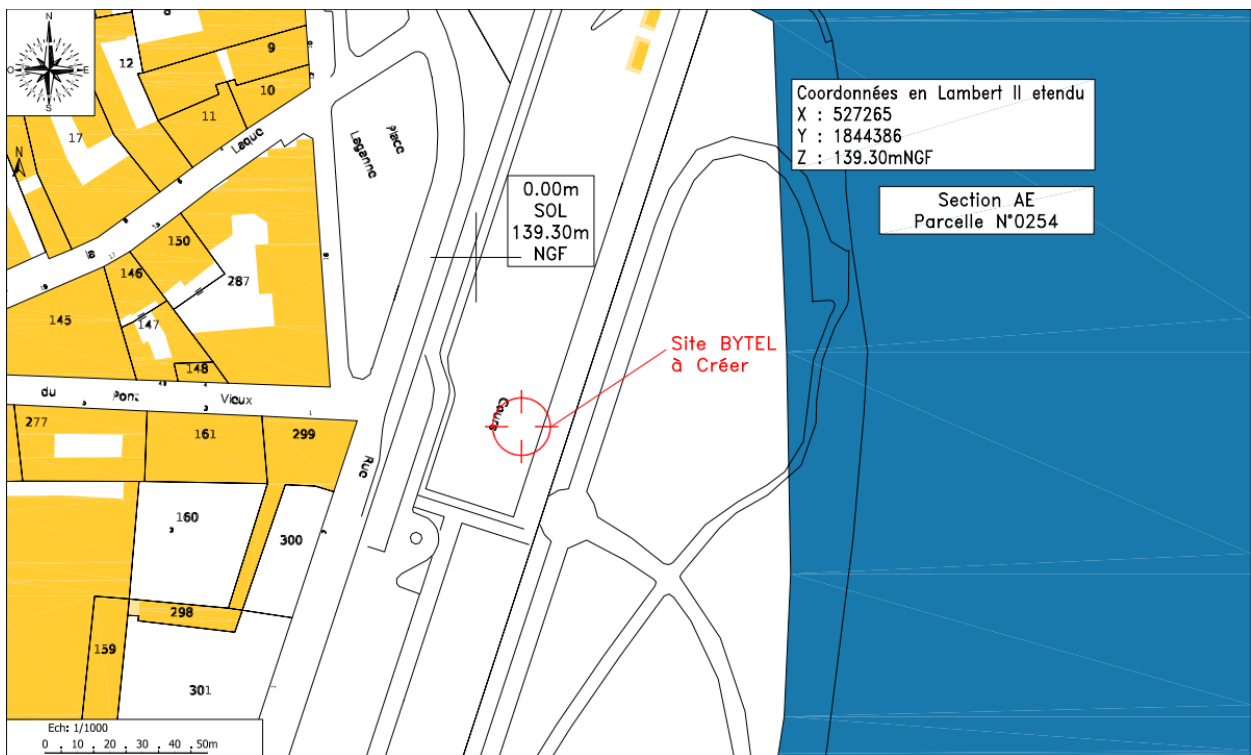 N
O
E
S
N
12
9
10
11
17
Laque
Place
Laganne
150
146
287
147
145
148
Coordonnées en Lambert II etendu
X : 527265
Y : 1844386
Z : 139.30mNGF
Section AE
Parcelle N°0254
0.00m
SOL
139.30m
NGF
Site BYTEL
à Créer
Cours
du Pont Vieux
277
161
299
Rue
160
300
298
159
301
Ech: 1/1000
0 10 20 30 40 50m